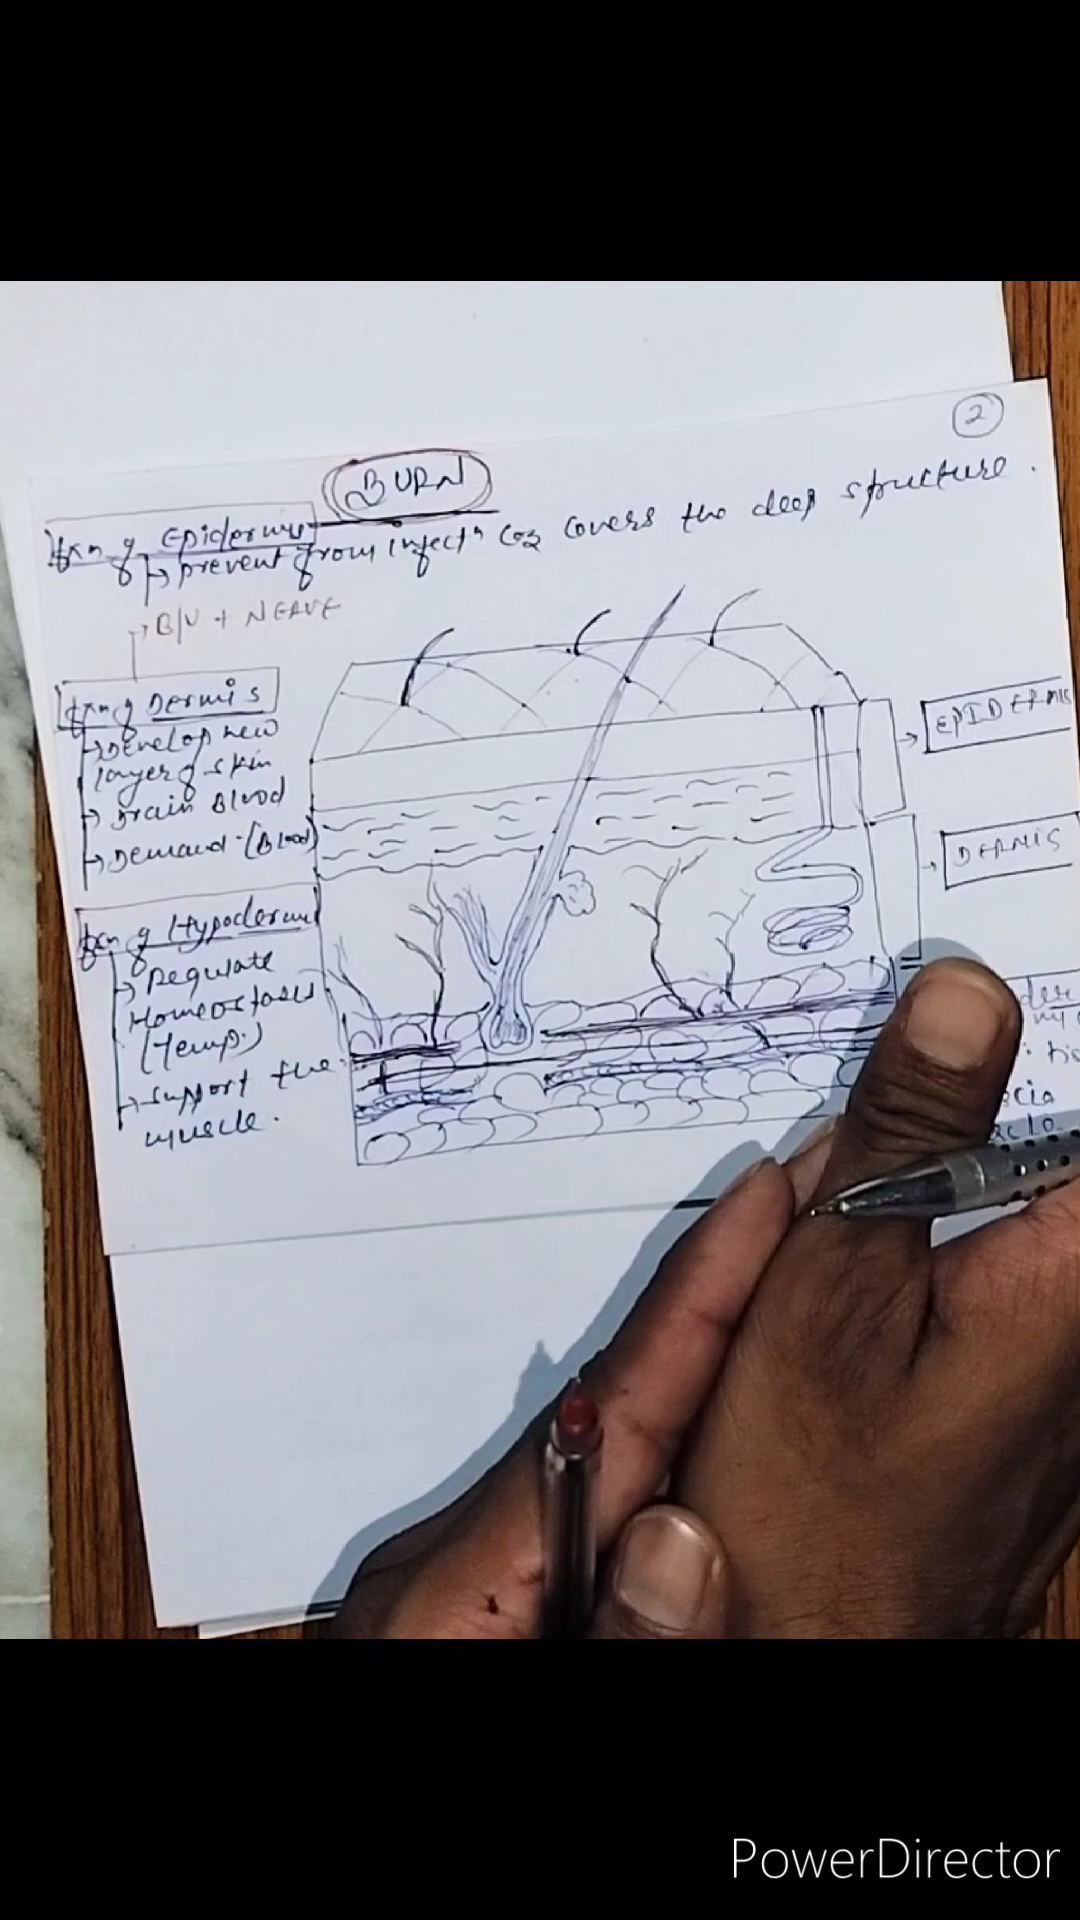 2
BURN
fxn of Epidermis
→ prevent from infectn coz covers the deep structure.
→ B/V + NERVE
fxn of Dermis
→ Develop new
layer of skin
→ Drain Blood
→ Demand - (Blood)
fxn of Hypodermis
→ Regulate
Homeostasis
(Temp.)
→ support the
muscle.
→ EPIDERMIS
→ DERMIS
PowerDirector